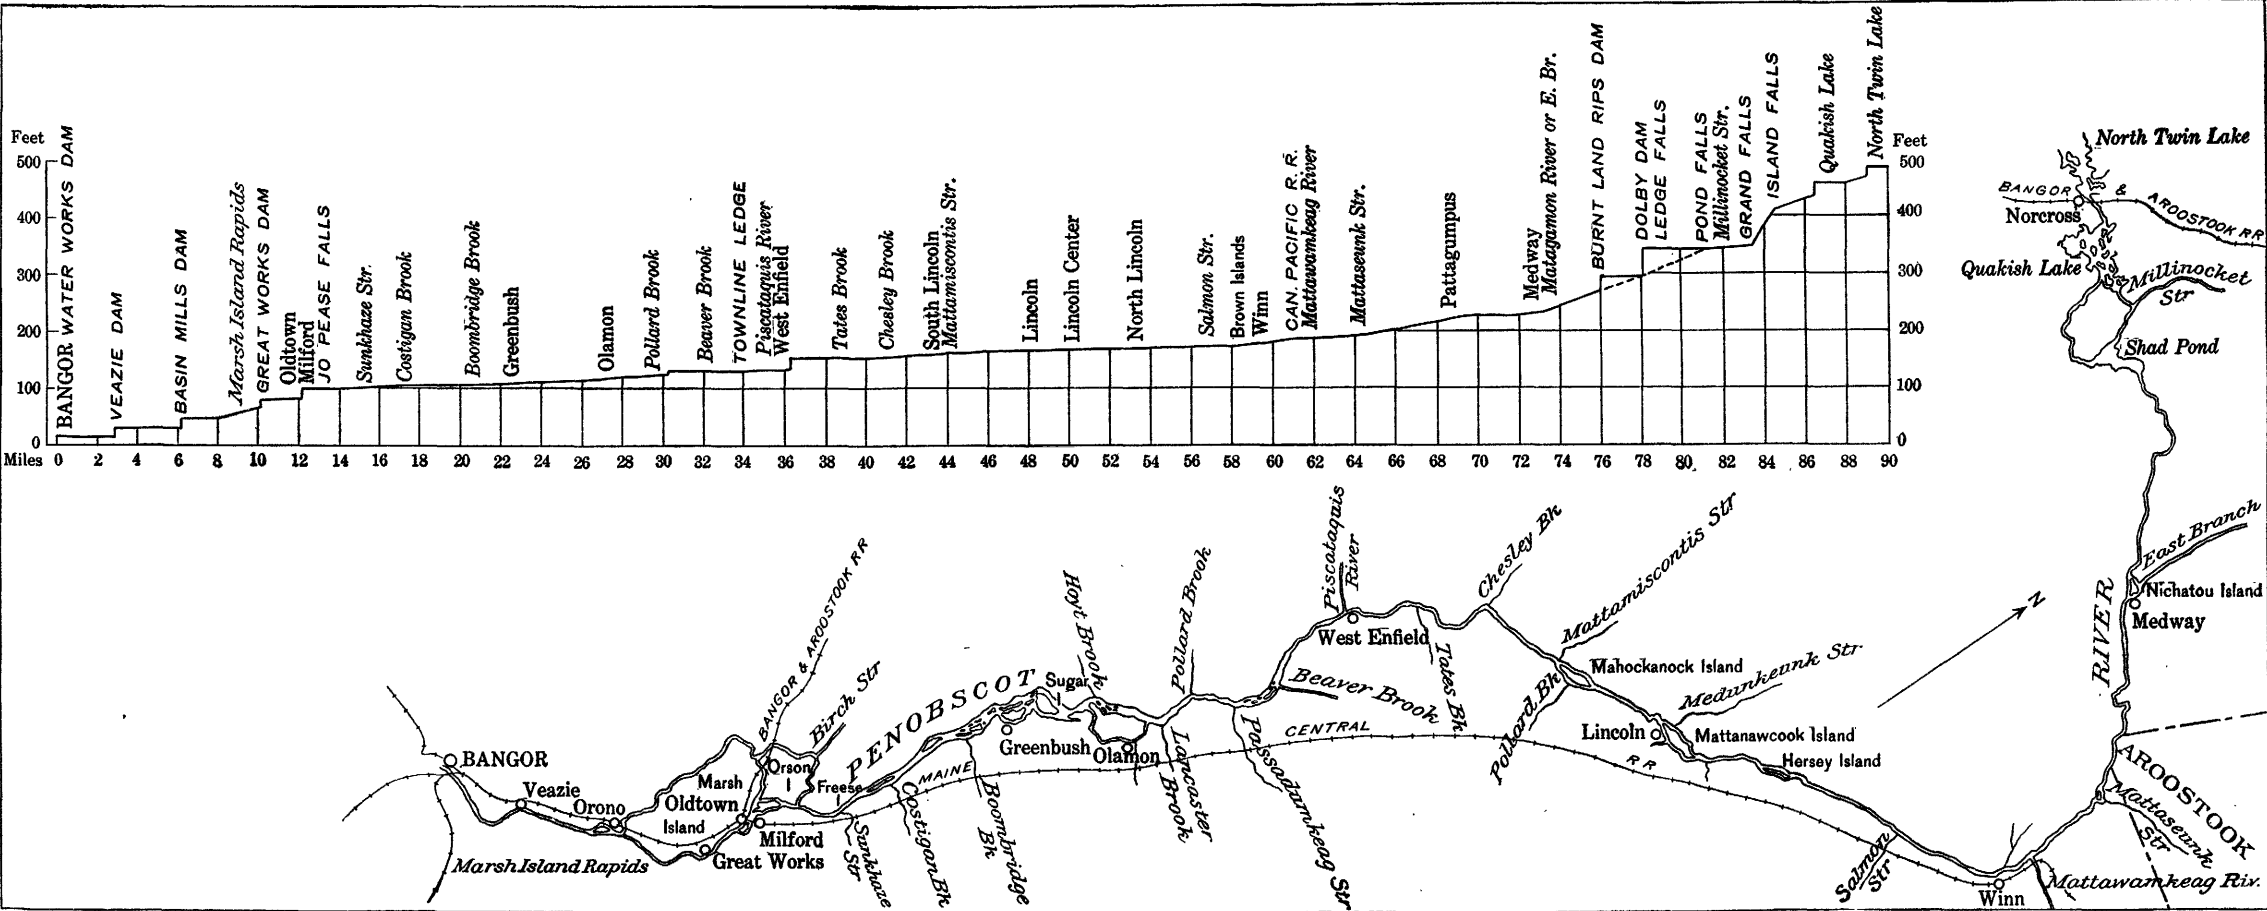 Feet
500
400
300
200
100
0
BANGOR WATER WORKS DAM
VEAZIE DAM
BASIN MILLS DAM
Marsh Island Rapids
GREAT WORKS DAM
Oldtown
Milford
JO PEASE FALLS
Sunkhaze Str.
Costigan Brook
Boombridge Brook
Greenbush
Olamon
Pollard Brook
Beaver Brook
TOWNLINE LEDGE
Piscataquis River
West Enfield
Tates Brook
Chesley Brook
South Lincoln
Mattamiscontis Str.
Lincoln
Lincoln Center
North Lincoln
Salmon Str.
Brown Islands
Winn
CAN. PACIFIC R.R.
Mattawamkeag River
Mattaseunk Str.
Pattagumpus
Medway
Matagamon River or E. Br.
BURNT LAND RIPS DAM
DOLBY DAM
LEDGE FALLS
POND FALLS
Millinocket Str.
GRAND FALLS
ISLAND FALLS
Quakish Lake
North Twin Lake
Feet
500
400
300
200
100
0
Miles 0 2 4 6 8 10 12 14 16 18 20 22 24 26 28 30 32 34 36 38 40 42 44 46 48 50 52 54 56 58 60 62 64 66 68 70 72 74 76 78 80 82 84 86 88 90
North Twin Lake
BANGOR & AROOSTOOK RR
Norcross
Quakish Lake
Millinocket
Str
Shad Pond
East Branch
Nichatou Island
Medway
RIVER
N
AROOSTOOK
Mattaseunk
Str
Mattawamkeag Riv.
Winn
Salmon
Str
Hersey Island
Mattanawcook Island
Lincoln
Medunkeunk Str
Mahockanock Island
Mattamiscontis Str
Pollard Bk
Chesley Bk
Tates Bk
West Enfield
Piscataquis
River
Beaver Brook
MAINE CENTRAL RR
Passadumkeag Str
Pollard Brook
Lancaster
Brook
Olamon
Hoyt Brook
Sugar
Greenbush
PENOBSCOT
Boombridge
Bk
Costigan Bk
Sunkhaze
Str
Freese
Orson
I
Birch Str
BANGOR & AROOSTOOK RR
Marsh
Island
Oldtown
Milford
Great Works
Marsh Island Rapids
Orono
Veazie
BANGOR